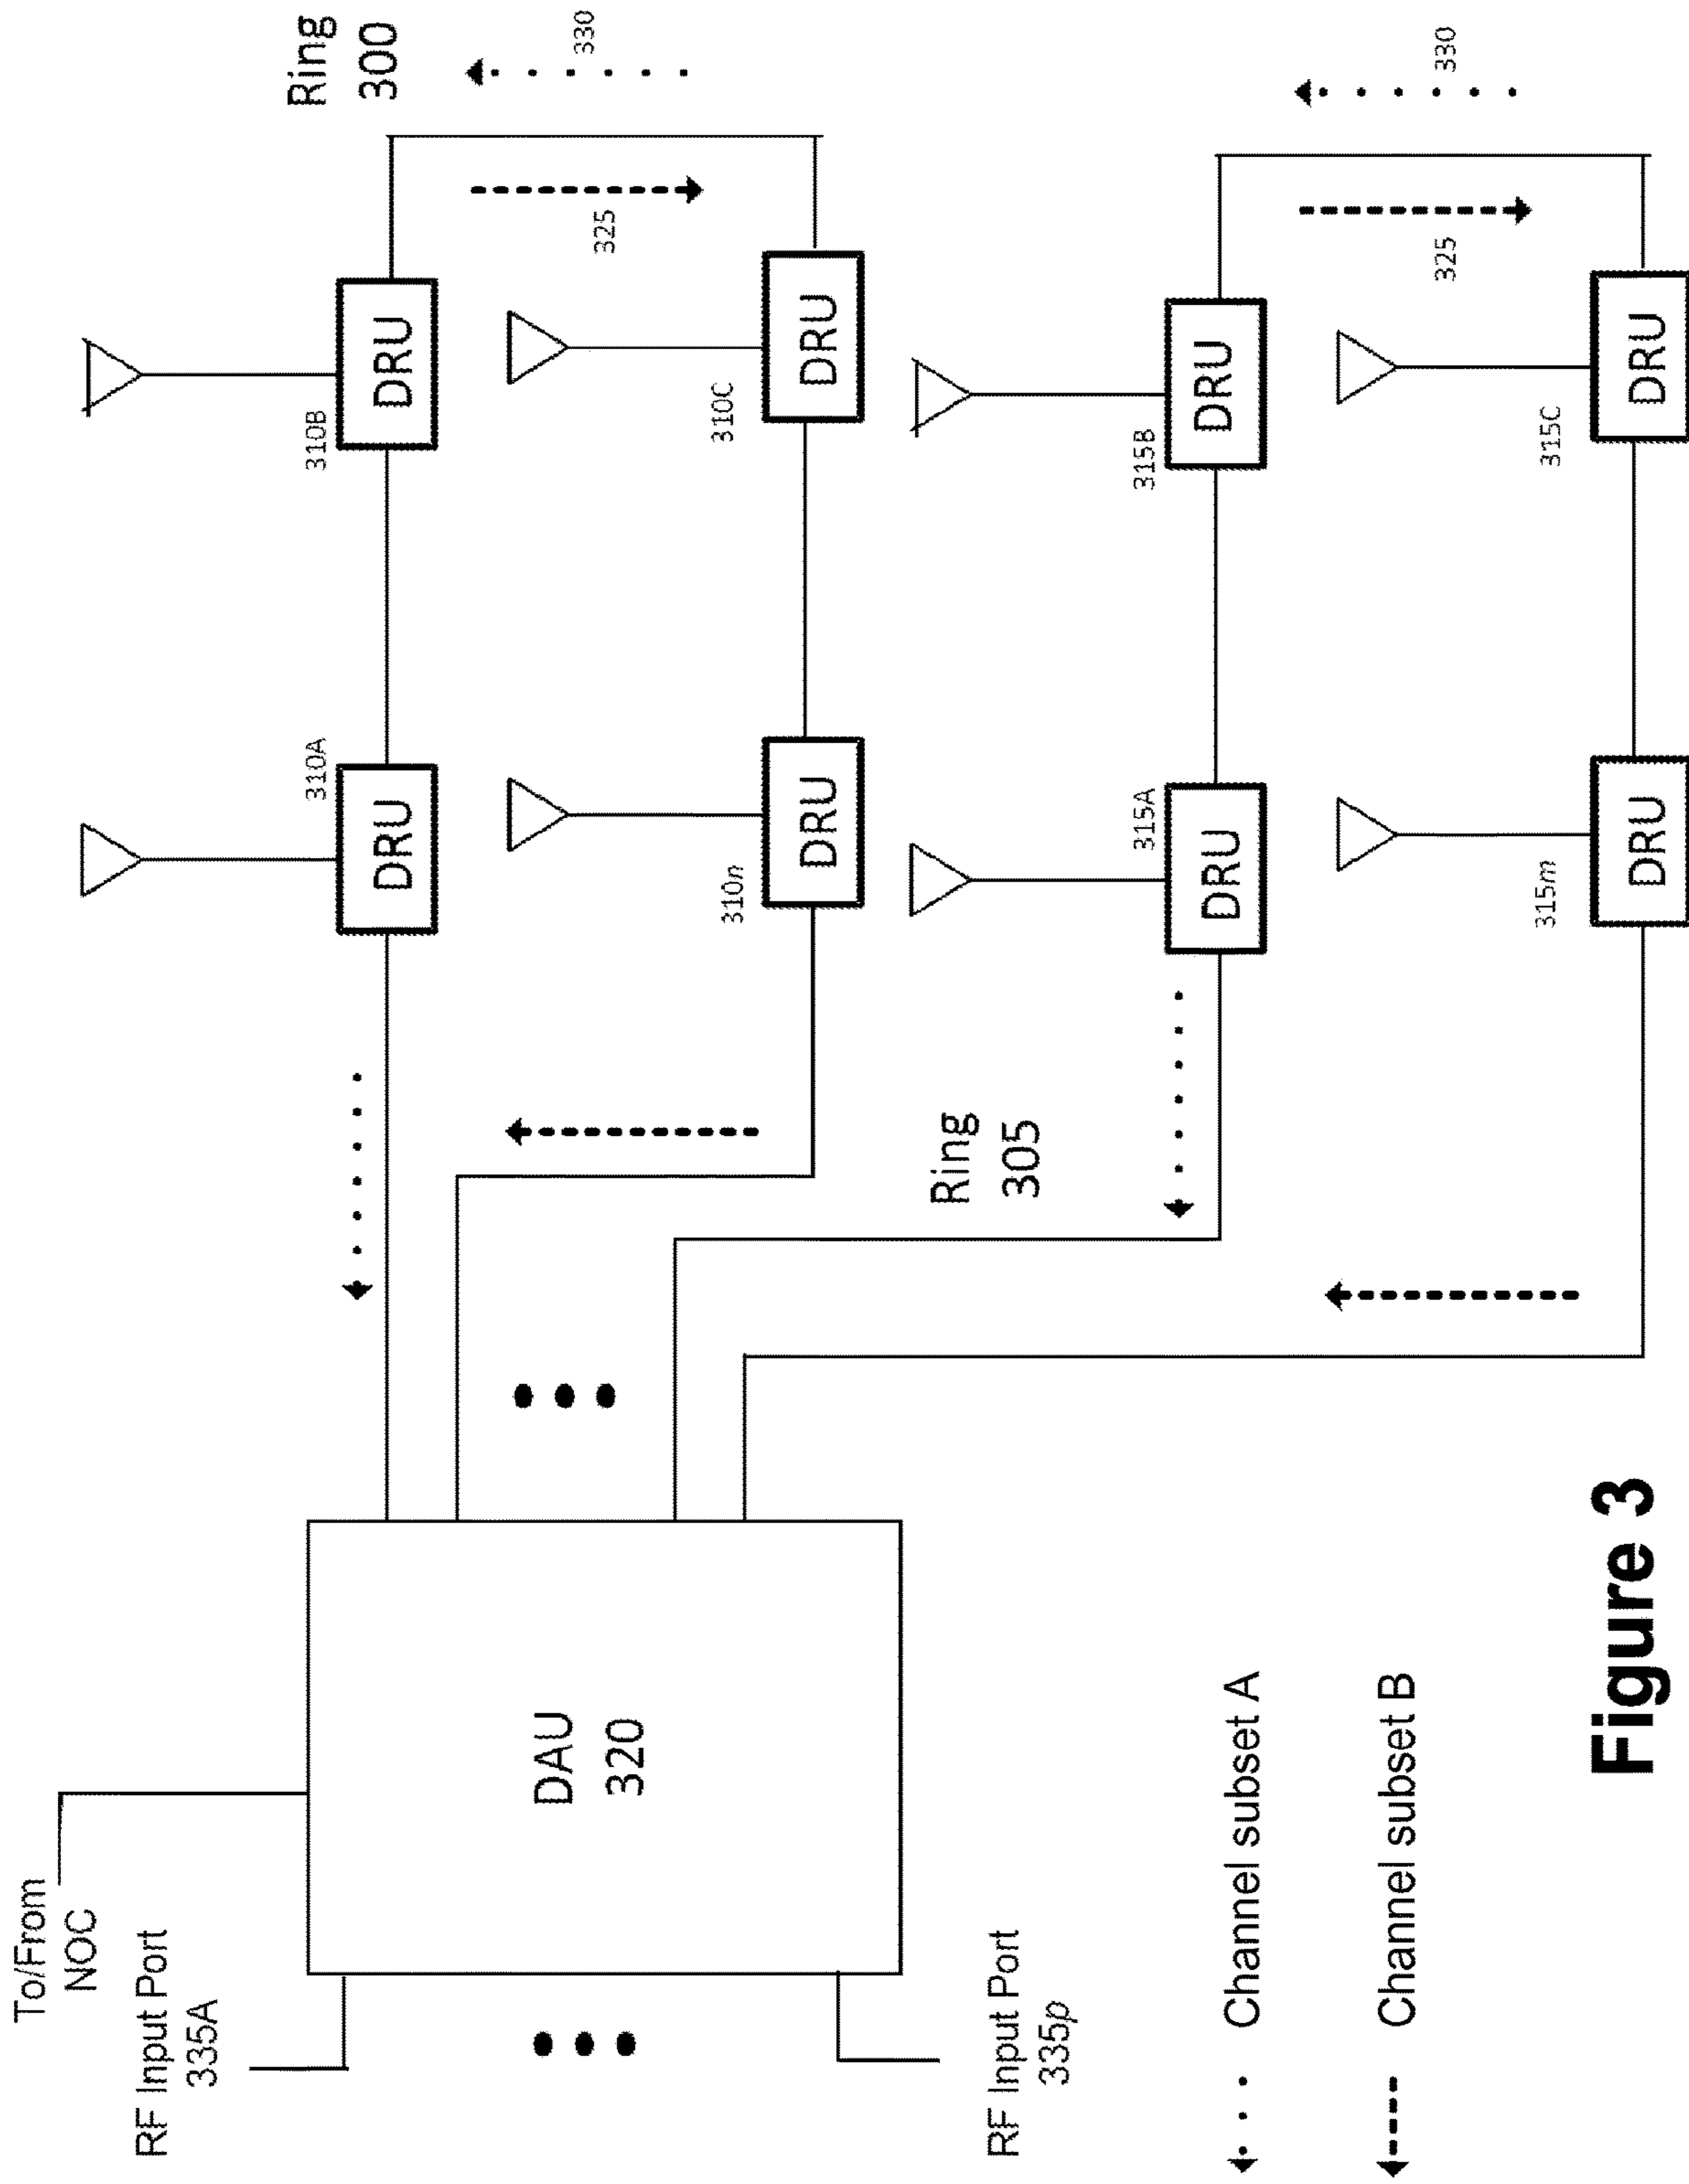 To/From
NOC
RF Input Port
335A
RF Input Port
335p
DAU
320
Ring
300
330
310A
DRU
310B
DRU
325
310n
DRU
310C
DRU
Ring
305
330
315A
DRU
315B
DRU
325
315m
DRU
315C
DRU
Channel subset A
Channel subset B
Figure 3